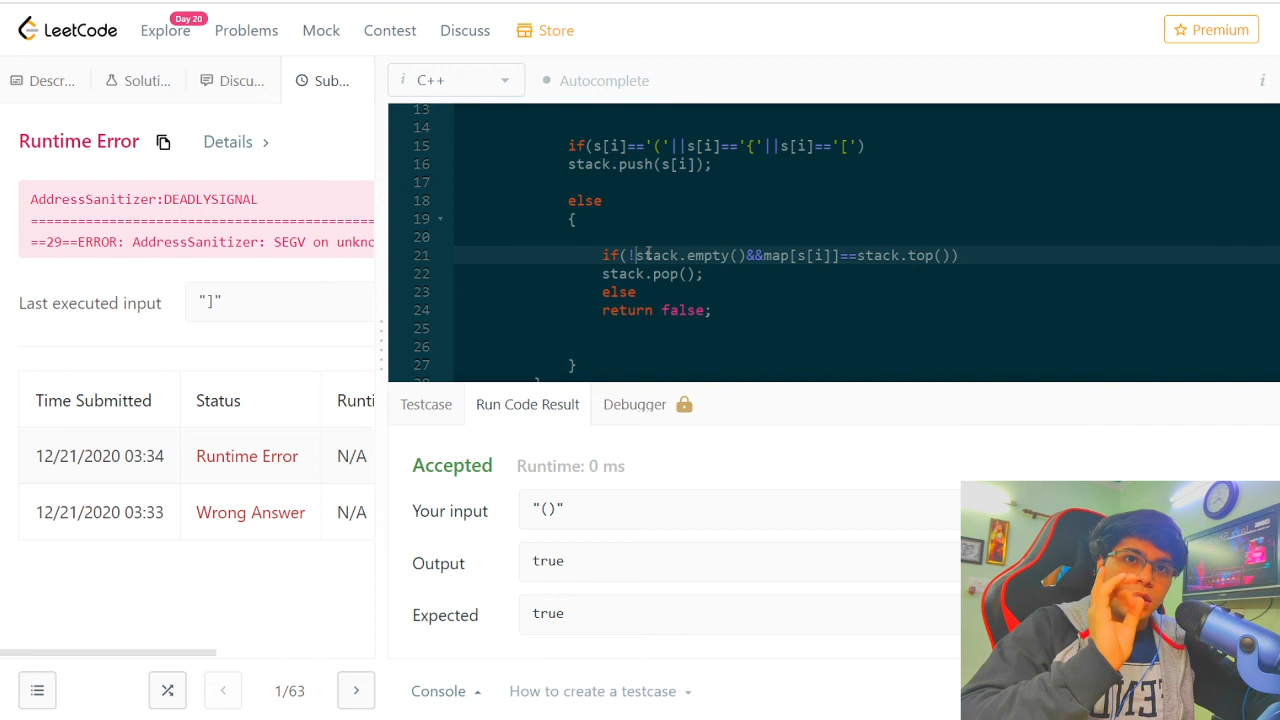 LeetCode Explore Day 20 Problems Mock Contest Discuss Store Premium
Descr... Soluti... Discu... Sub... i C++ Autocomplete i
Runtime Error Details >
AddressSanitizer:DEADLYSIGNAL
=========================================
==29==ERROR: AddressSanitizer: SEGV on unkno
Last executed input "]"
Time Submitted Status Runti
12/21/2020 03:34 Runtime Error N/A
12/21/2020 03:33 Wrong Answer N/A
1/63
13
14
15 if(s[i]=='('||s[i]=='{'||s[i]=='[')
16 stack.push(s[i]);
17
18 else
19 {
20
21 if(!stack.empty()&&map[s[i]]==stack.top())
22 stack.pop();
23 else
24 return false;
25
26
27 }
28 }
Testcase Run Code Result Debugger
Accepted Runtime: 0 ms
Your input "()"
Output true
Expected true
Console How to create a testcase